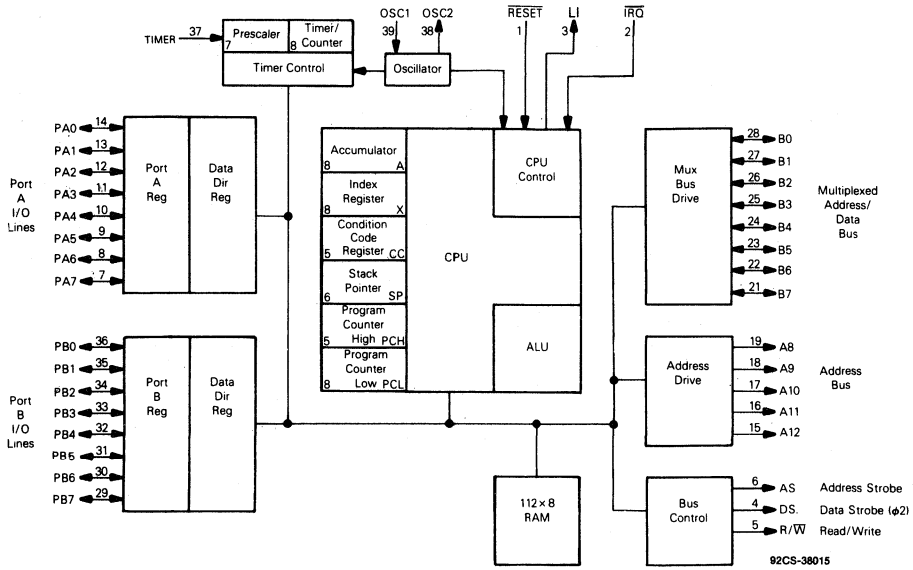 OSC1 OSC2 RESET LI IRQ
TIMER 37 39 38 1 3 2
Prescaler
7
Timer/
Counter
8
Timer Control
Oscillator
Port
A
I/O
Lines
PA0 14
PA1 13
PA2 12
PA3 11
PA4 10
PA5 9
PA6 8
PA7 7
Port
A
Reg
Data
Dir
Reg
Accumulator
8 A
Index
Register
8 X
Condition
Code
Register
5 CC
Stack
Pointer
6 SP
Program
Counter
High
5 PCH
Program
Counter
Low
8 PCL
CPU
CPU
Control
ALU
Mux
Bus
Drive
28 B0
27 B1
26 B2
25 B3
24 B4
23 B5
22 B6
21 B7
Multiplexed
Address/
Data
Bus
Port
B
I/O
Lines
PB0 36
PB1 35
PB2 34
PB3 33
PB4 32
PB5 31
PB6 30
PB7 29
Port
B
Reg
Data
Dir
Reg
Address
Drive
19 A8
18 A9
17 A10
16 A11
15 A12
Address
Bus
112×8
RAM
Bus
Control
6 AS Address Strobe
4 DS. Data Strobe (φ2)
5 R/W̅ Read/Write
92CS-38015